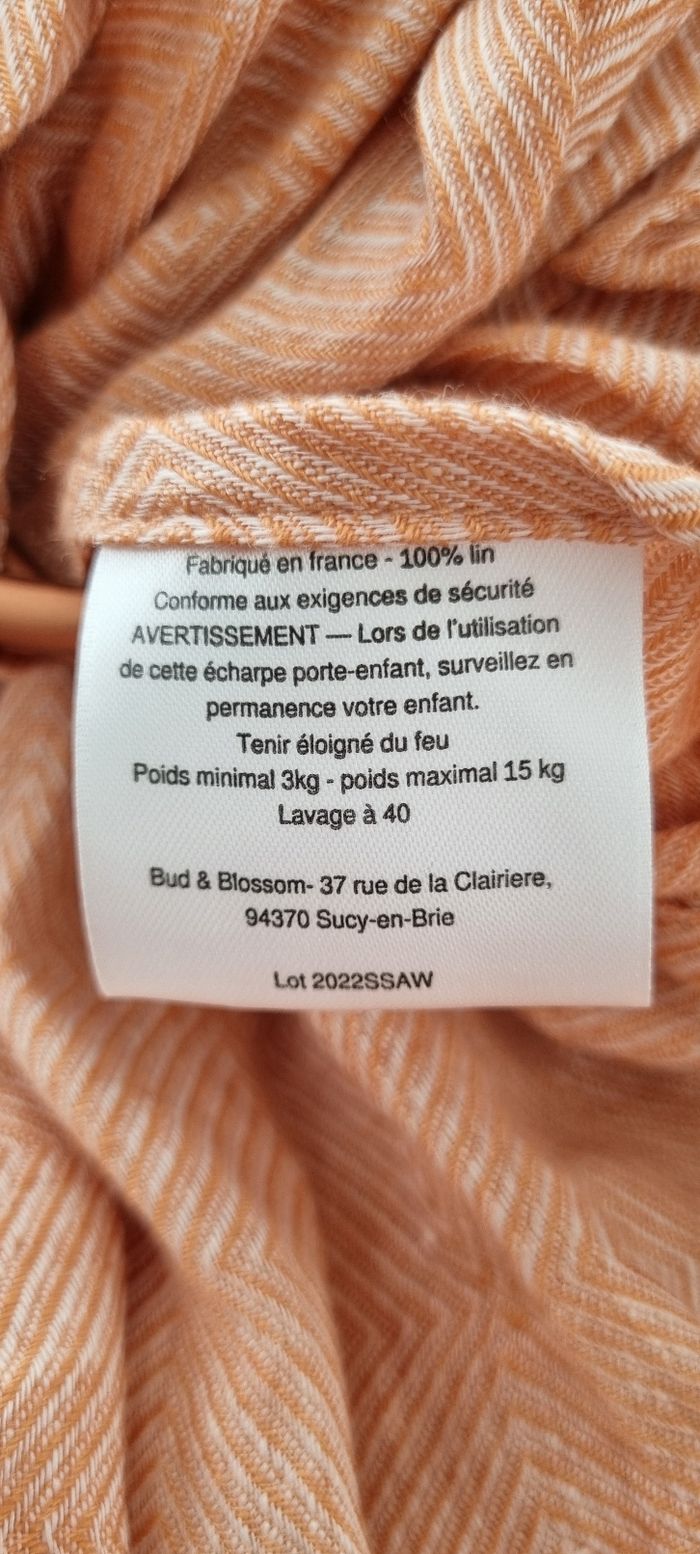 Fabriqué en france - 100% lin
Conforme aux exigences de sécurité
AVERTISSEMENT — Lors de l'utilisation
de cette écharpe porte-enfant, surveillez en
permanence votre enfant.
Tenir éloigné du feu
Poids minimal 3kg - poids maximal 15 kg
Lavage à 40
Bud & Blossom- 37 rue de la Clairiere,
94370 Sucy-en-Brie
Lot 2022SSAW